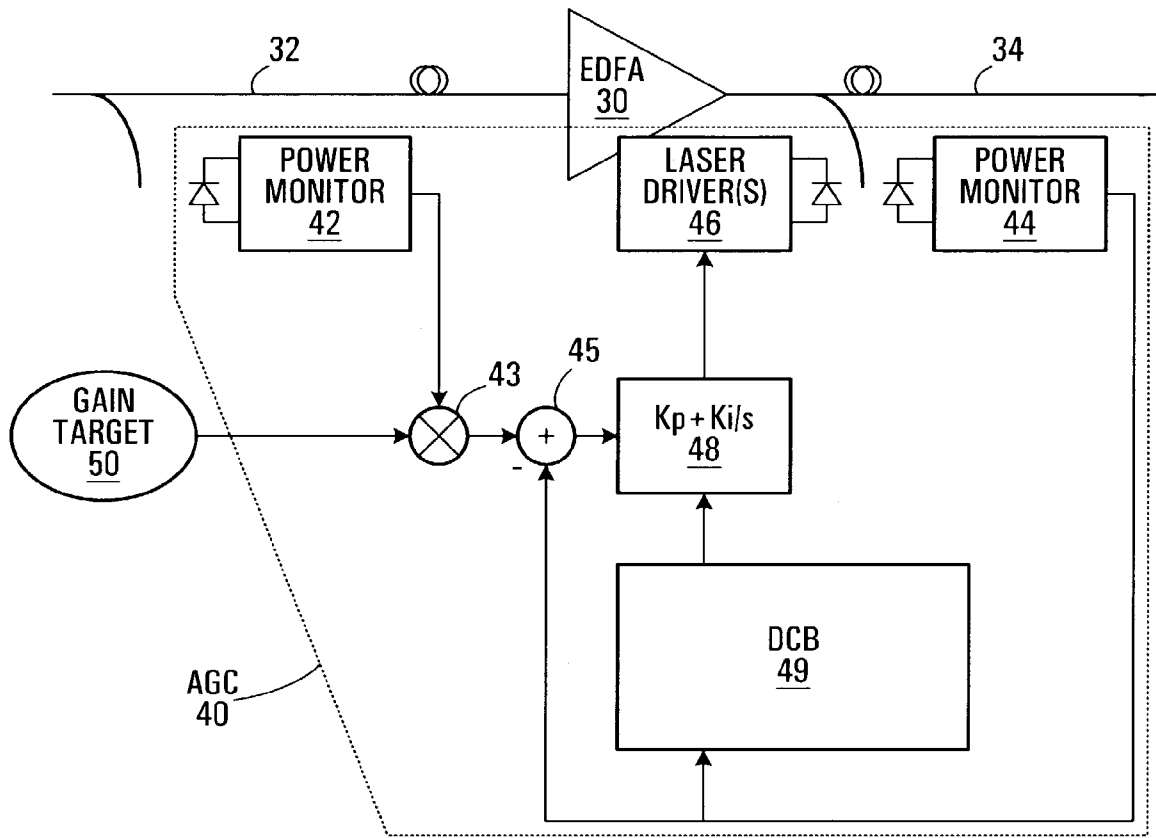 32
EDFA
30
34
POWER
MONITOR
42
LASER
DRIVER(S)
46
POWER
MONITOR
44
GAIN
TARGET
50
43
45
+
-
Kp + Ki/s
48
DCB
49
AGC
40